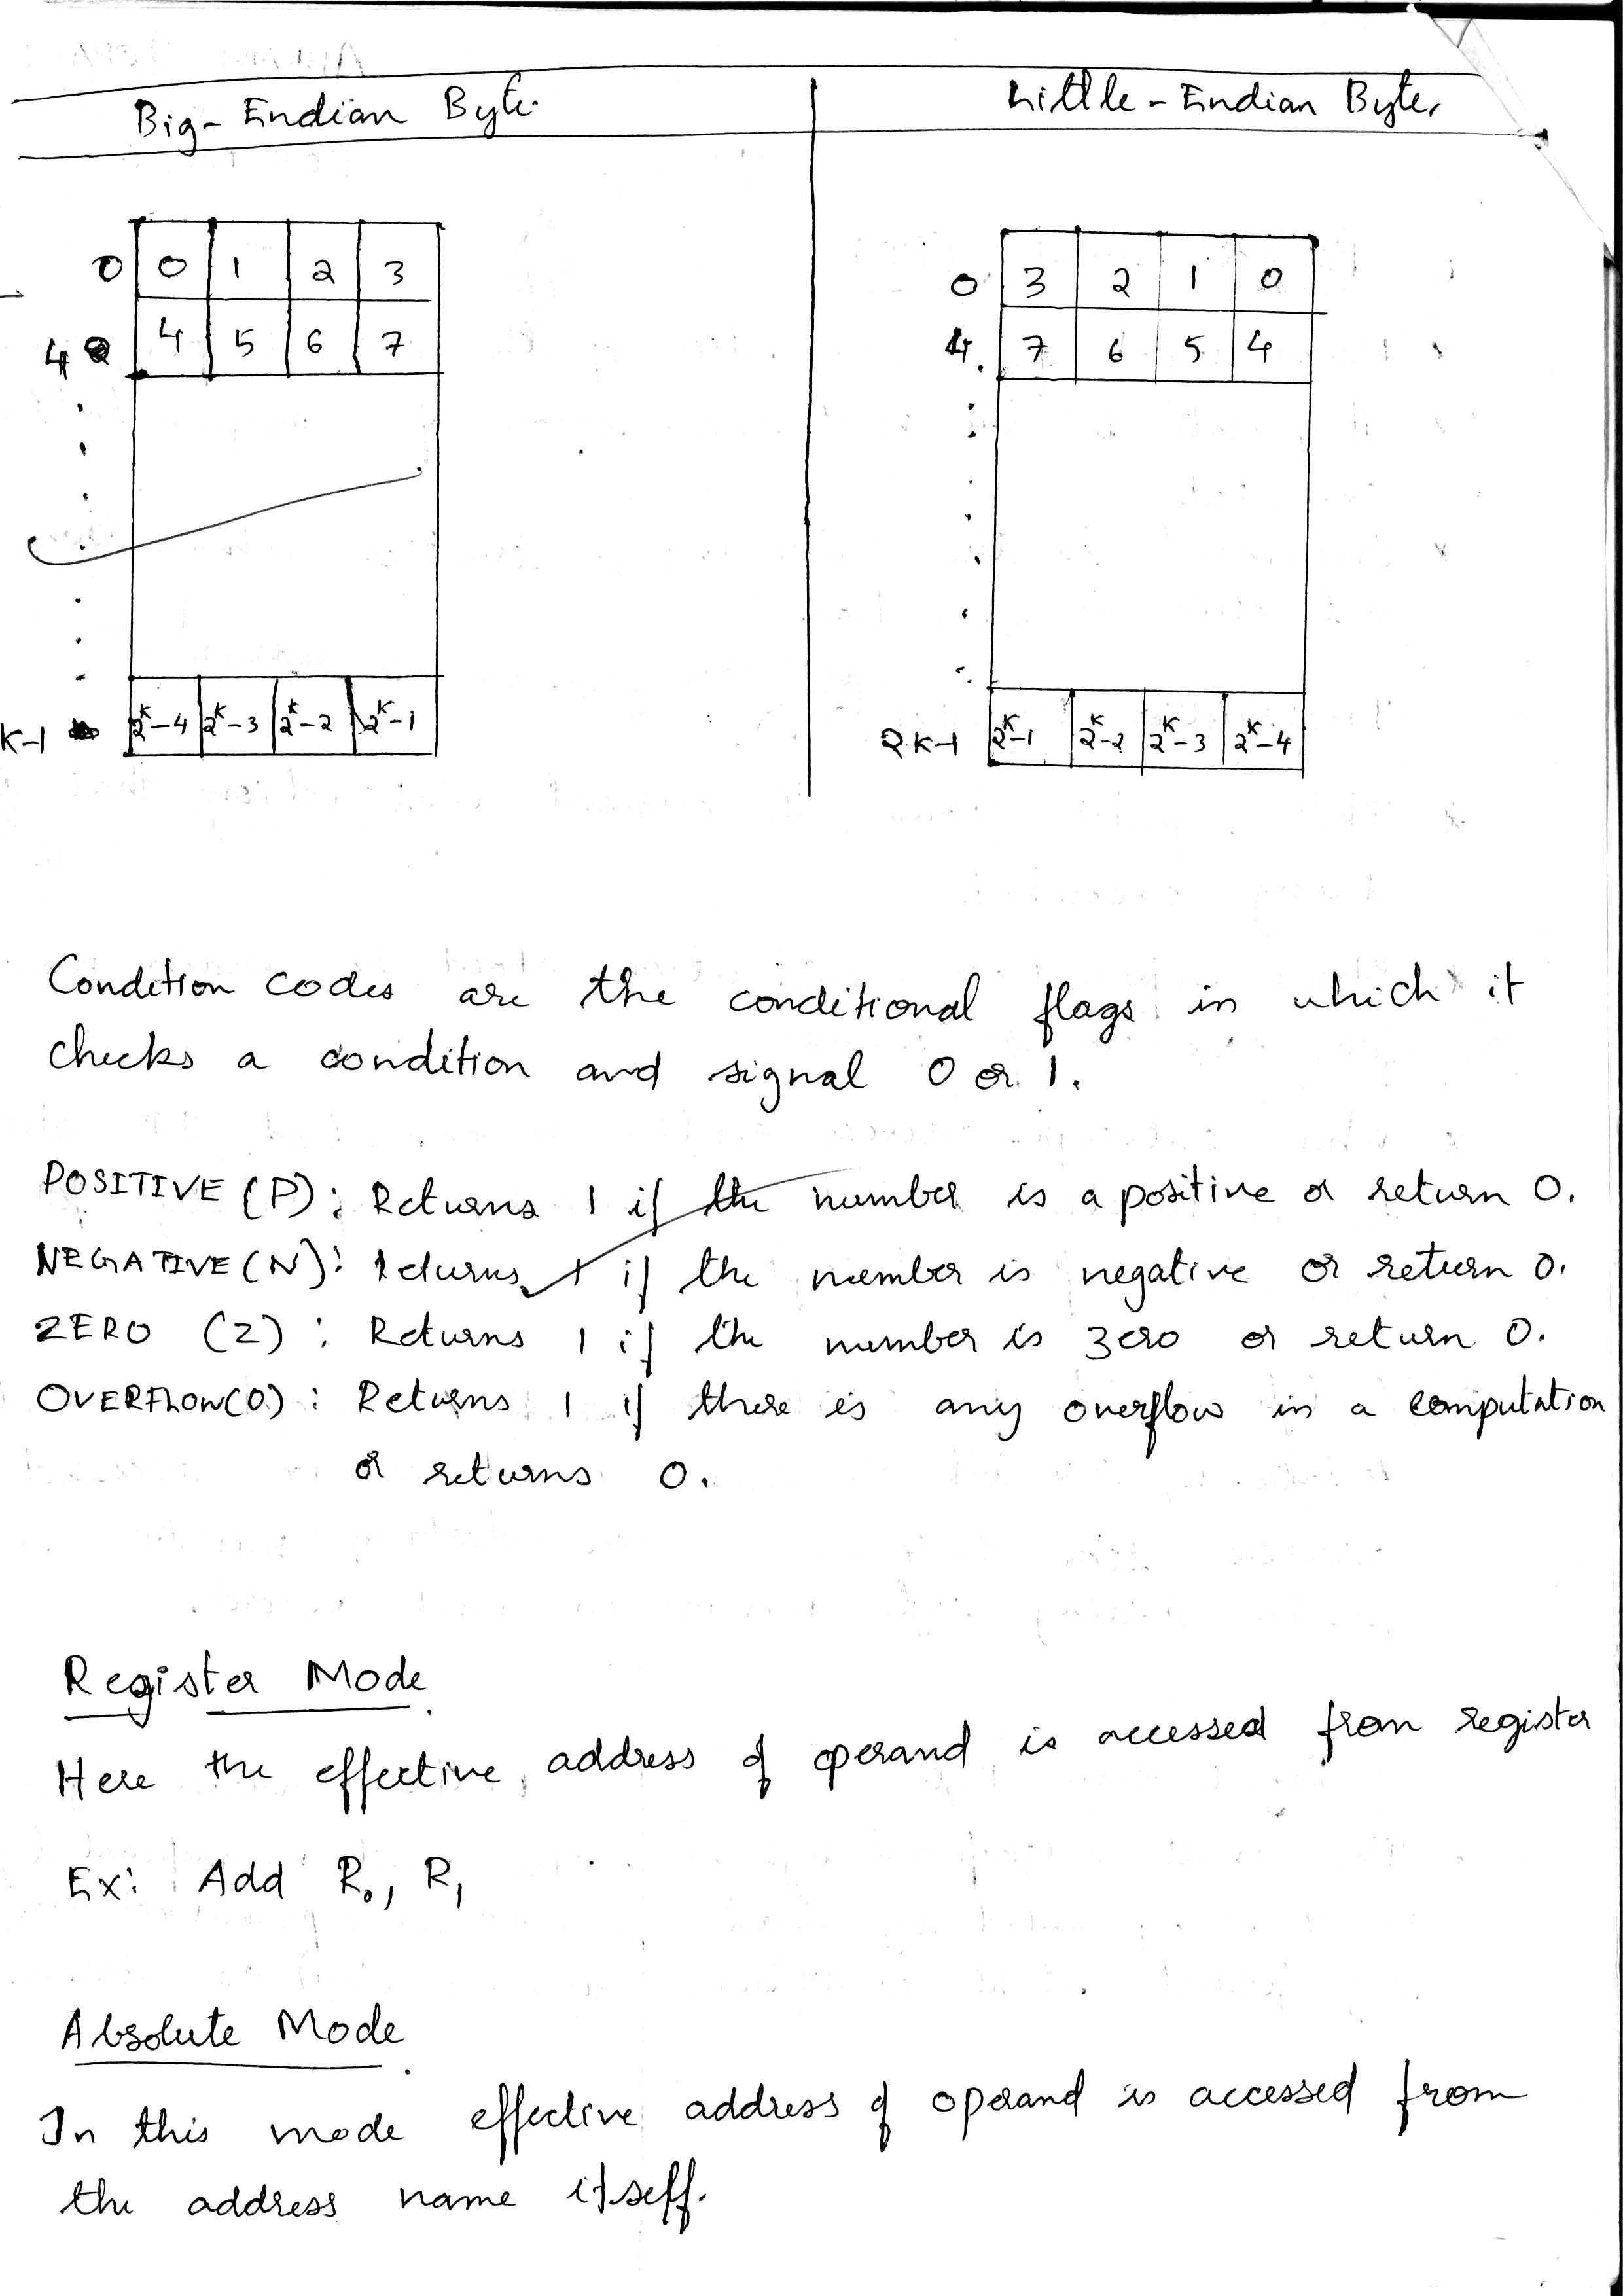 Big-Endian Byte.
Little-Endian Byte.
0 0 1 2 3
4 4 5 6 7
K-1 2^K-4 2^K-3 2^K-2 2^K-1
0 3 2 1 0
4 7 6 5 4
2K-1 2^K-1 2^K-2 2^K-3 2^K-4
Condition codes are the conditional flags in which it
checks a condition and signal 0 or 1.
POSITIVE (P): Returns 1 if the number is a positive or return 0.
NEGATIVE (N): Returns 1 if the number is negative or return 0.
ZERO (Z): Returns 1 if the number is zero or return 0.
OVERFLOW(O): Returns 1 if there is any overflow in a computation
or returns 0.
Register Mode
Here the effective address of operand is accessed from register
Ex: Add R₀, R₁
Absolute Mode
In this mode effective address of operand is accessed from
the address name itself.